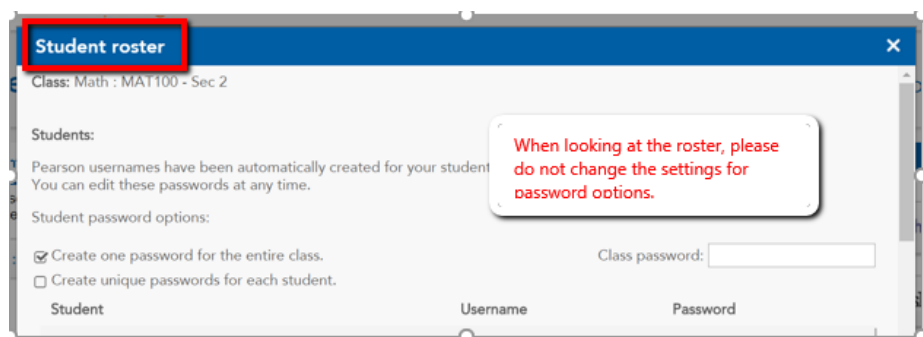 Student roster
Class: Math : MAT100 - Sec 2
Students:
Pearson usernames have been automatically created for your student
You can edit these passwords at any time.
When looking at the roster, please
do not change the settings for
password options.
Student password options:
Create one password for the entire class.
Class password:
Create unique passwords for each student.
Student Username Password